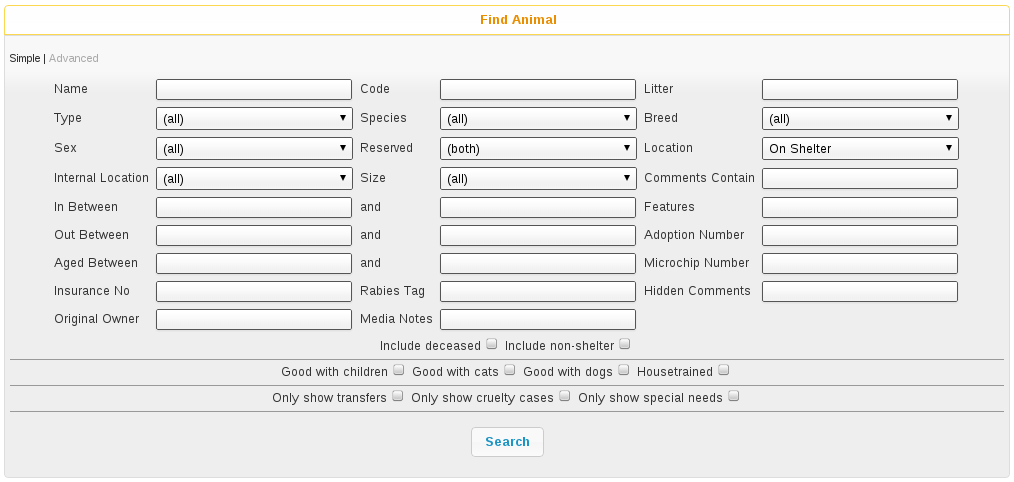 Find Animal
Simple | Advanced
Name Code Litter
Type (all) Species (all) Breed (all)
Sex (all) Reserved (both) Location On Shelter
Internal Location (all) Size (all) Comments Contain
In Between and Features
Out Between and Adoption Number
Aged Between and Microchip Number
Insurance No Rabies Tag Hidden Comments
Original Owner Media Notes
Include deceased Include non-shelter
Good with children Good with cats Good with dogs Housetrained
Only show transfers Only show cruelty cases Only show special needs
Search